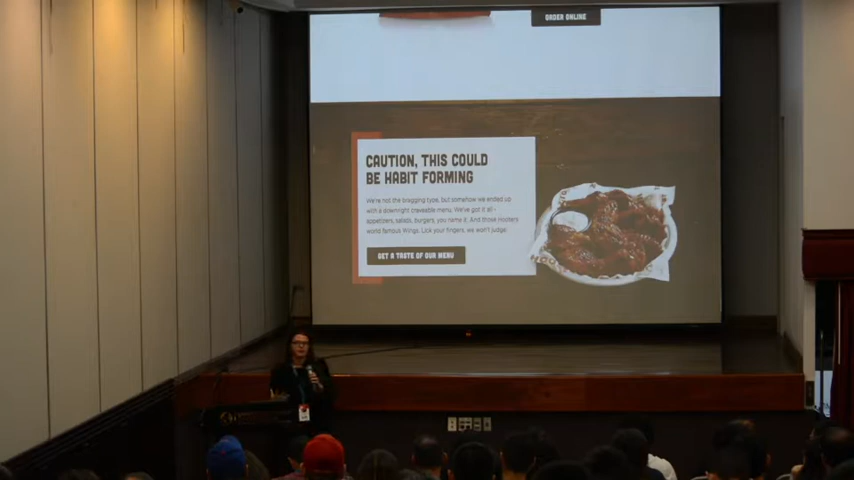 ORDER ONLINE
CAUTION, THIS COULD
BE HABIT FORMING
We're not the bragging type, but somehow we ended up
with a downright craveable menu. We've got it all-
appetizers, salads, burgers, you name it. And those Hooters
world famous Wings. Lick your fingers, we won't judge.
GET A TASTE OF OUR MENU